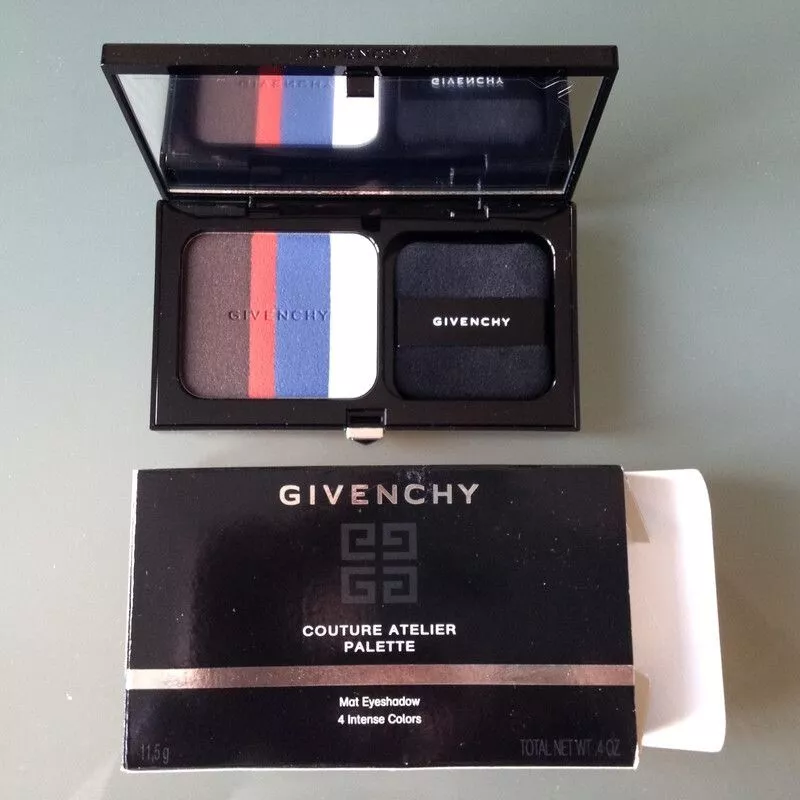 GIVENCHY
GIVENCHY
GIVENCHY
GIVENCHY
GIVENCHY
GIVENCHY
COUTURE ATELIER
PALETTE
Mat Eyeshadow
4 Intense Colors
11,5 g
TOTAL NET WT .4 OZ